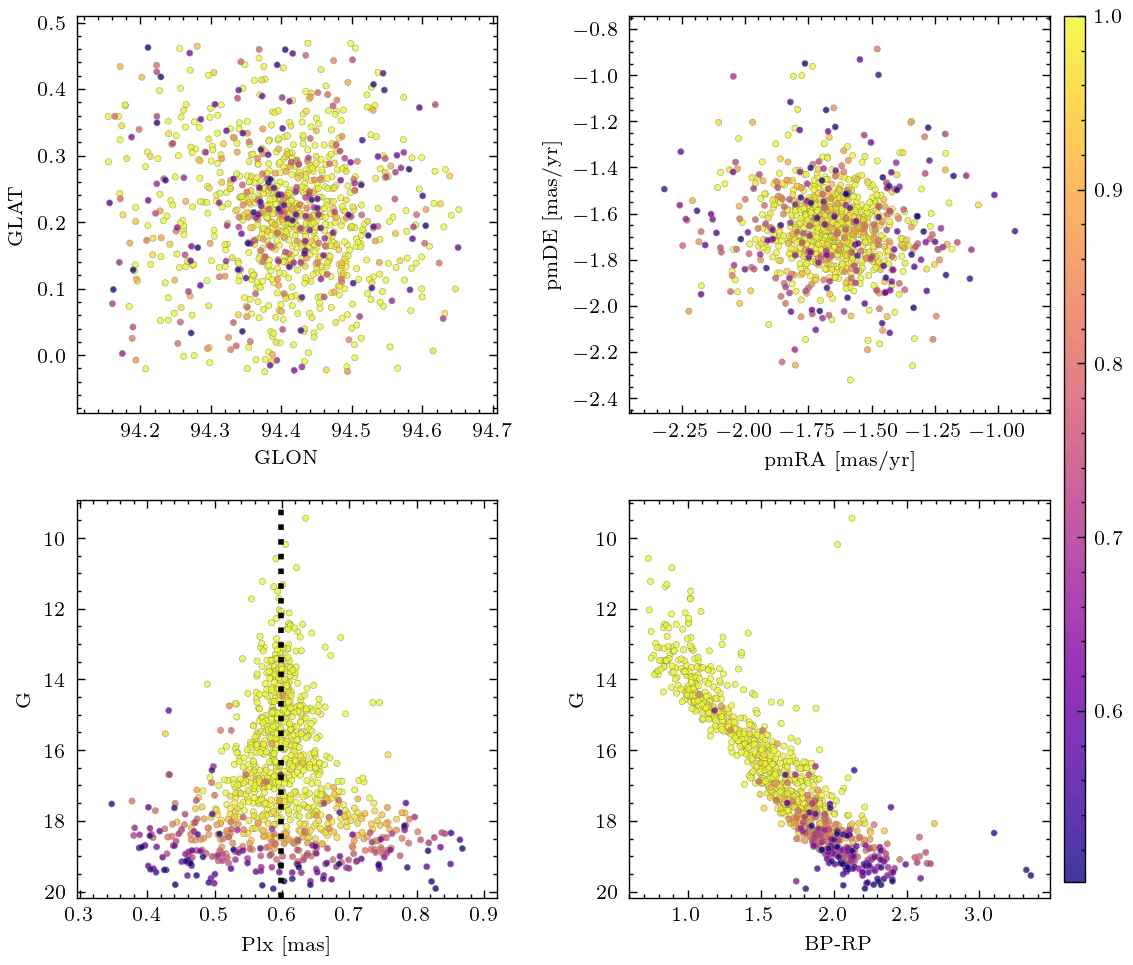 0.5
0.4
0.3
0.2
0.1
0.0
GLAT
94.2 94.3 94.4 94.5 94.6 94.7
GLON
−0.8
−1.0
−1.2
−1.4
−1.6
−1.8
−2.0
−2.2
−2.4
pmDE [mas/yr]
−2.25 −2.00 −1.75 −1.50 −1.25 −1.00
pmRA [mas/yr]
1.0
0.9
0.8
0.7
0.6
10
12
14
16
18
20
G
0.3 0.4 0.5 0.6 0.7 0.8 0.9
Plx [mas]
10
12
14
16
18
20
G
1.0 1.5 2.0 2.5 3.0
BP-RP